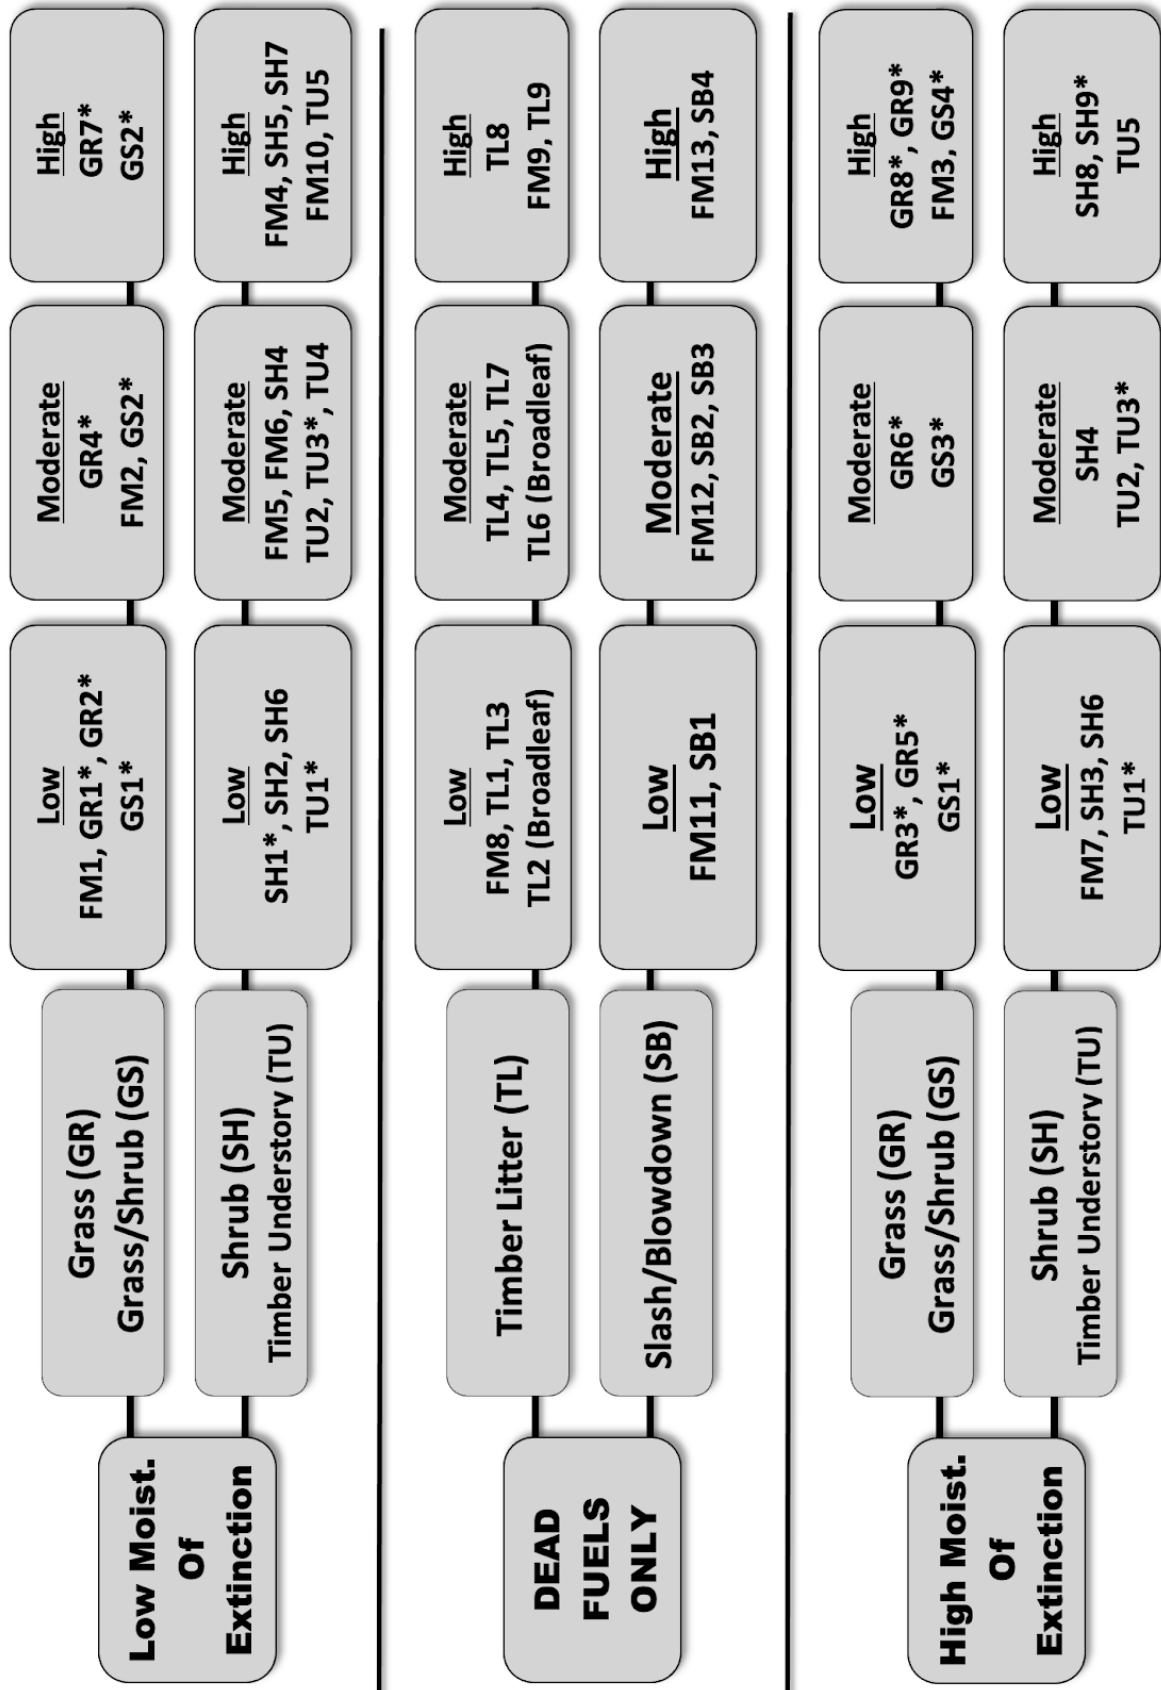 Low Moist.
Of
Extinction
Grass (GR)
Grass/Shrub (GS)
Low
FM1, GR1*, GR2*
GS1*
Moderate
GR4*
FM2, GS2*
High
GR7*
GS2*
Shrub (SH)
Timber Understory (TU)
Low
SH1*, SH2, SH6
TU1*
Moderate
FM5, FM6, SH4
TU2, TU3*, TU4
High
FM4, SH5, SH7
FM10, TU5
DEAD
FUELS
ONLY
Timber Litter (TL)
Low
FM8, TL1, TL3
TL2 (Broadleaf)
Moderate
TL4, TL5, TL7
TL6 (Broadleaf)
High
TL8
FM9, TL9
Slash/Blowdown (SB)
Low
FM11, SB1
Moderate
FM12, SB2, SB3
High
FM13, SB4
High Moist.
Of
Extinction
Grass (GR)
Grass/Shrub (GS)
Low
GR3*, GR5*
GS1*
Moderate
GR6*
GS3*
High
GR8*, GR9*
FM3, GS4*
Shrub (SH)
Timber Understory (TU)
Low
FM7, SH3, SH6
TU1*
Moderate
SH4
TU2, TU3*
High
SH8, SH9*
TU5